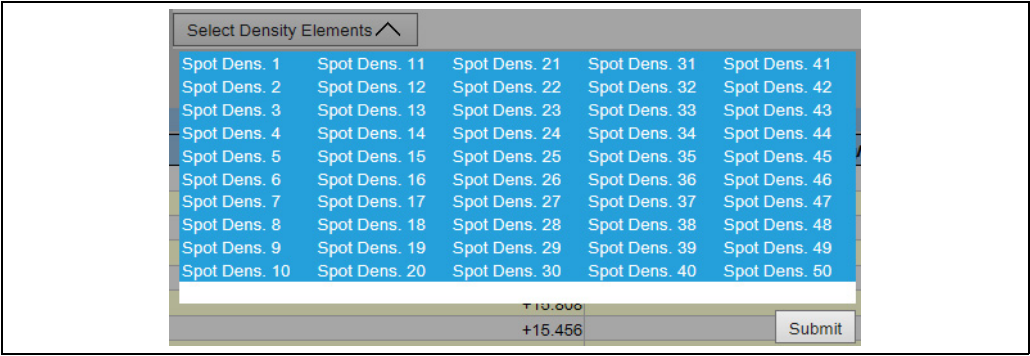 Select Density Elements
Spot Dens. 1 Spot Dens. 11 Spot Dens. 21 Spot Dens. 31 Spot Dens. 41
Spot Dens. 2 Spot Dens. 12 Spot Dens. 22 Spot Dens. 32 Spot Dens. 42
Spot Dens. 3 Spot Dens. 13 Spot Dens. 23 Spot Dens. 33 Spot Dens. 43
Spot Dens. 4 Spot Dens. 14 Spot Dens. 24 Spot Dens. 34 Spot Dens. 44
Spot Dens. 5 Spot Dens. 15 Spot Dens. 25 Spot Dens. 35 Spot Dens. 45
Spot Dens. 6 Spot Dens. 16 Spot Dens. 26 Spot Dens. 36 Spot Dens. 46
Spot Dens. 7 Spot Dens. 17 Spot Dens. 27 Spot Dens. 37 Spot Dens. 47
Spot Dens. 8 Spot Dens. 18 Spot Dens. 28 Spot Dens. 38 Spot Dens. 48
Spot Dens. 9 Spot Dens. 19 Spot Dens. 29 Spot Dens. 39 Spot Dens. 49
Spot Dens. 10 Spot Dens. 20 Spot Dens. 30 Spot Dens. 40 Spot Dens. 50
+15.456 Submit